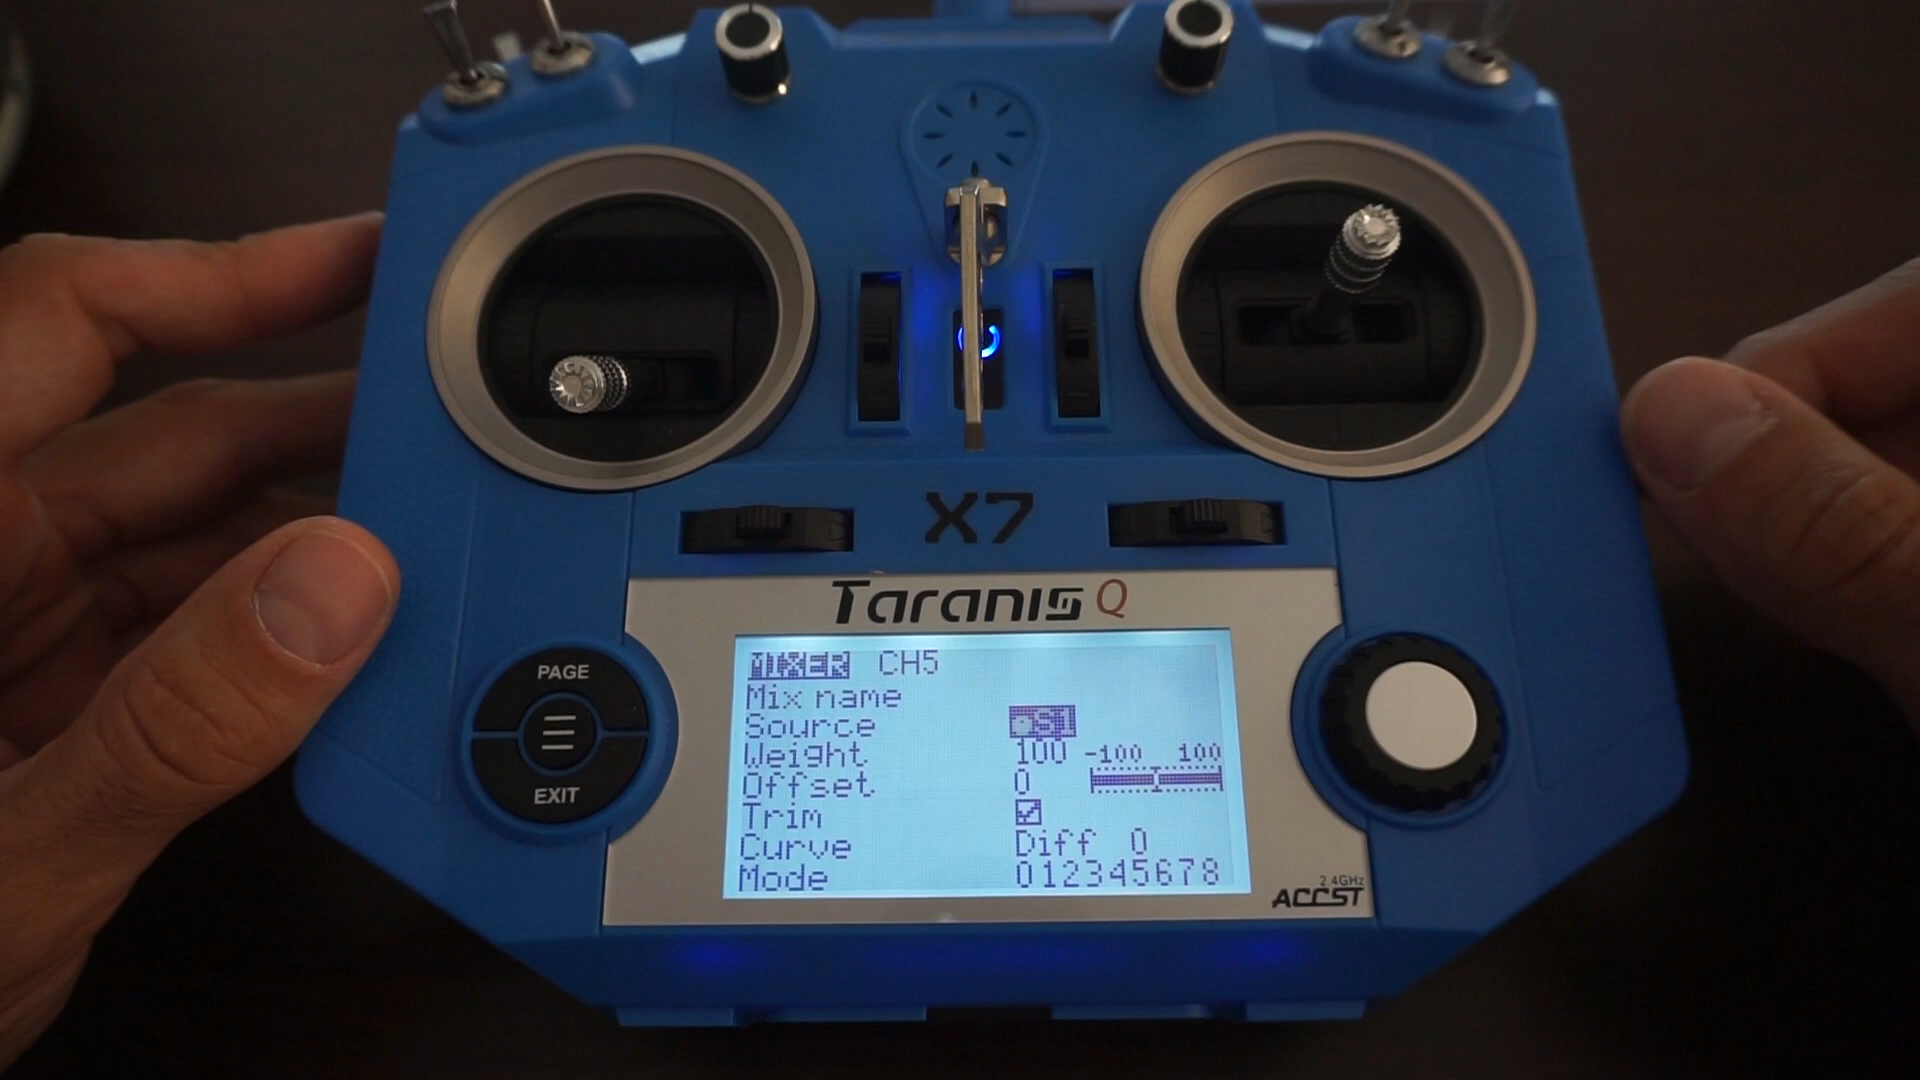 X7
Taranis Q
PAGE
EXIT
MIXER CH5
Mix name
Source S1
Weight 100 -100 100
Offset 0
Trim
Curve Diff 0
Mode 012345678
2.4GHz
ACCST